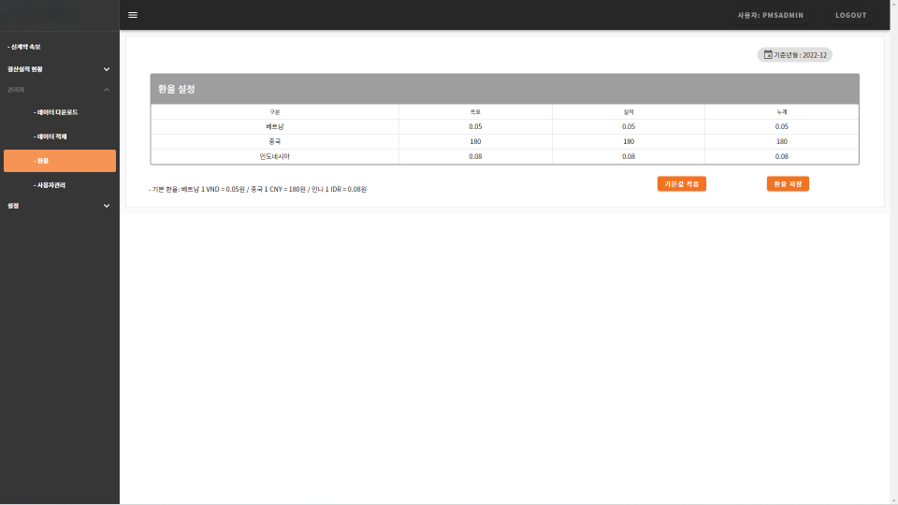 사용자: PMSADMIN
LOGOUT
- 신계약 속보
결산실적 현황
관리자
- 데이터 다운로드
- 데이터 적재
- 환율
- 사용자관리
설정
기준년월 : 2022-12
환율 설정
구분 목표 실적 누계
베트남 0.05 0.05 0.05
중국 180 180 180
인도네시아 0.08 0.08 0.08
- 기본 환율: 베트남 1 VND = 0.05원 / 중국 1 CNY = 180원 / 인니 1 IDR = 0.08원
기본값 적용
환율 저장